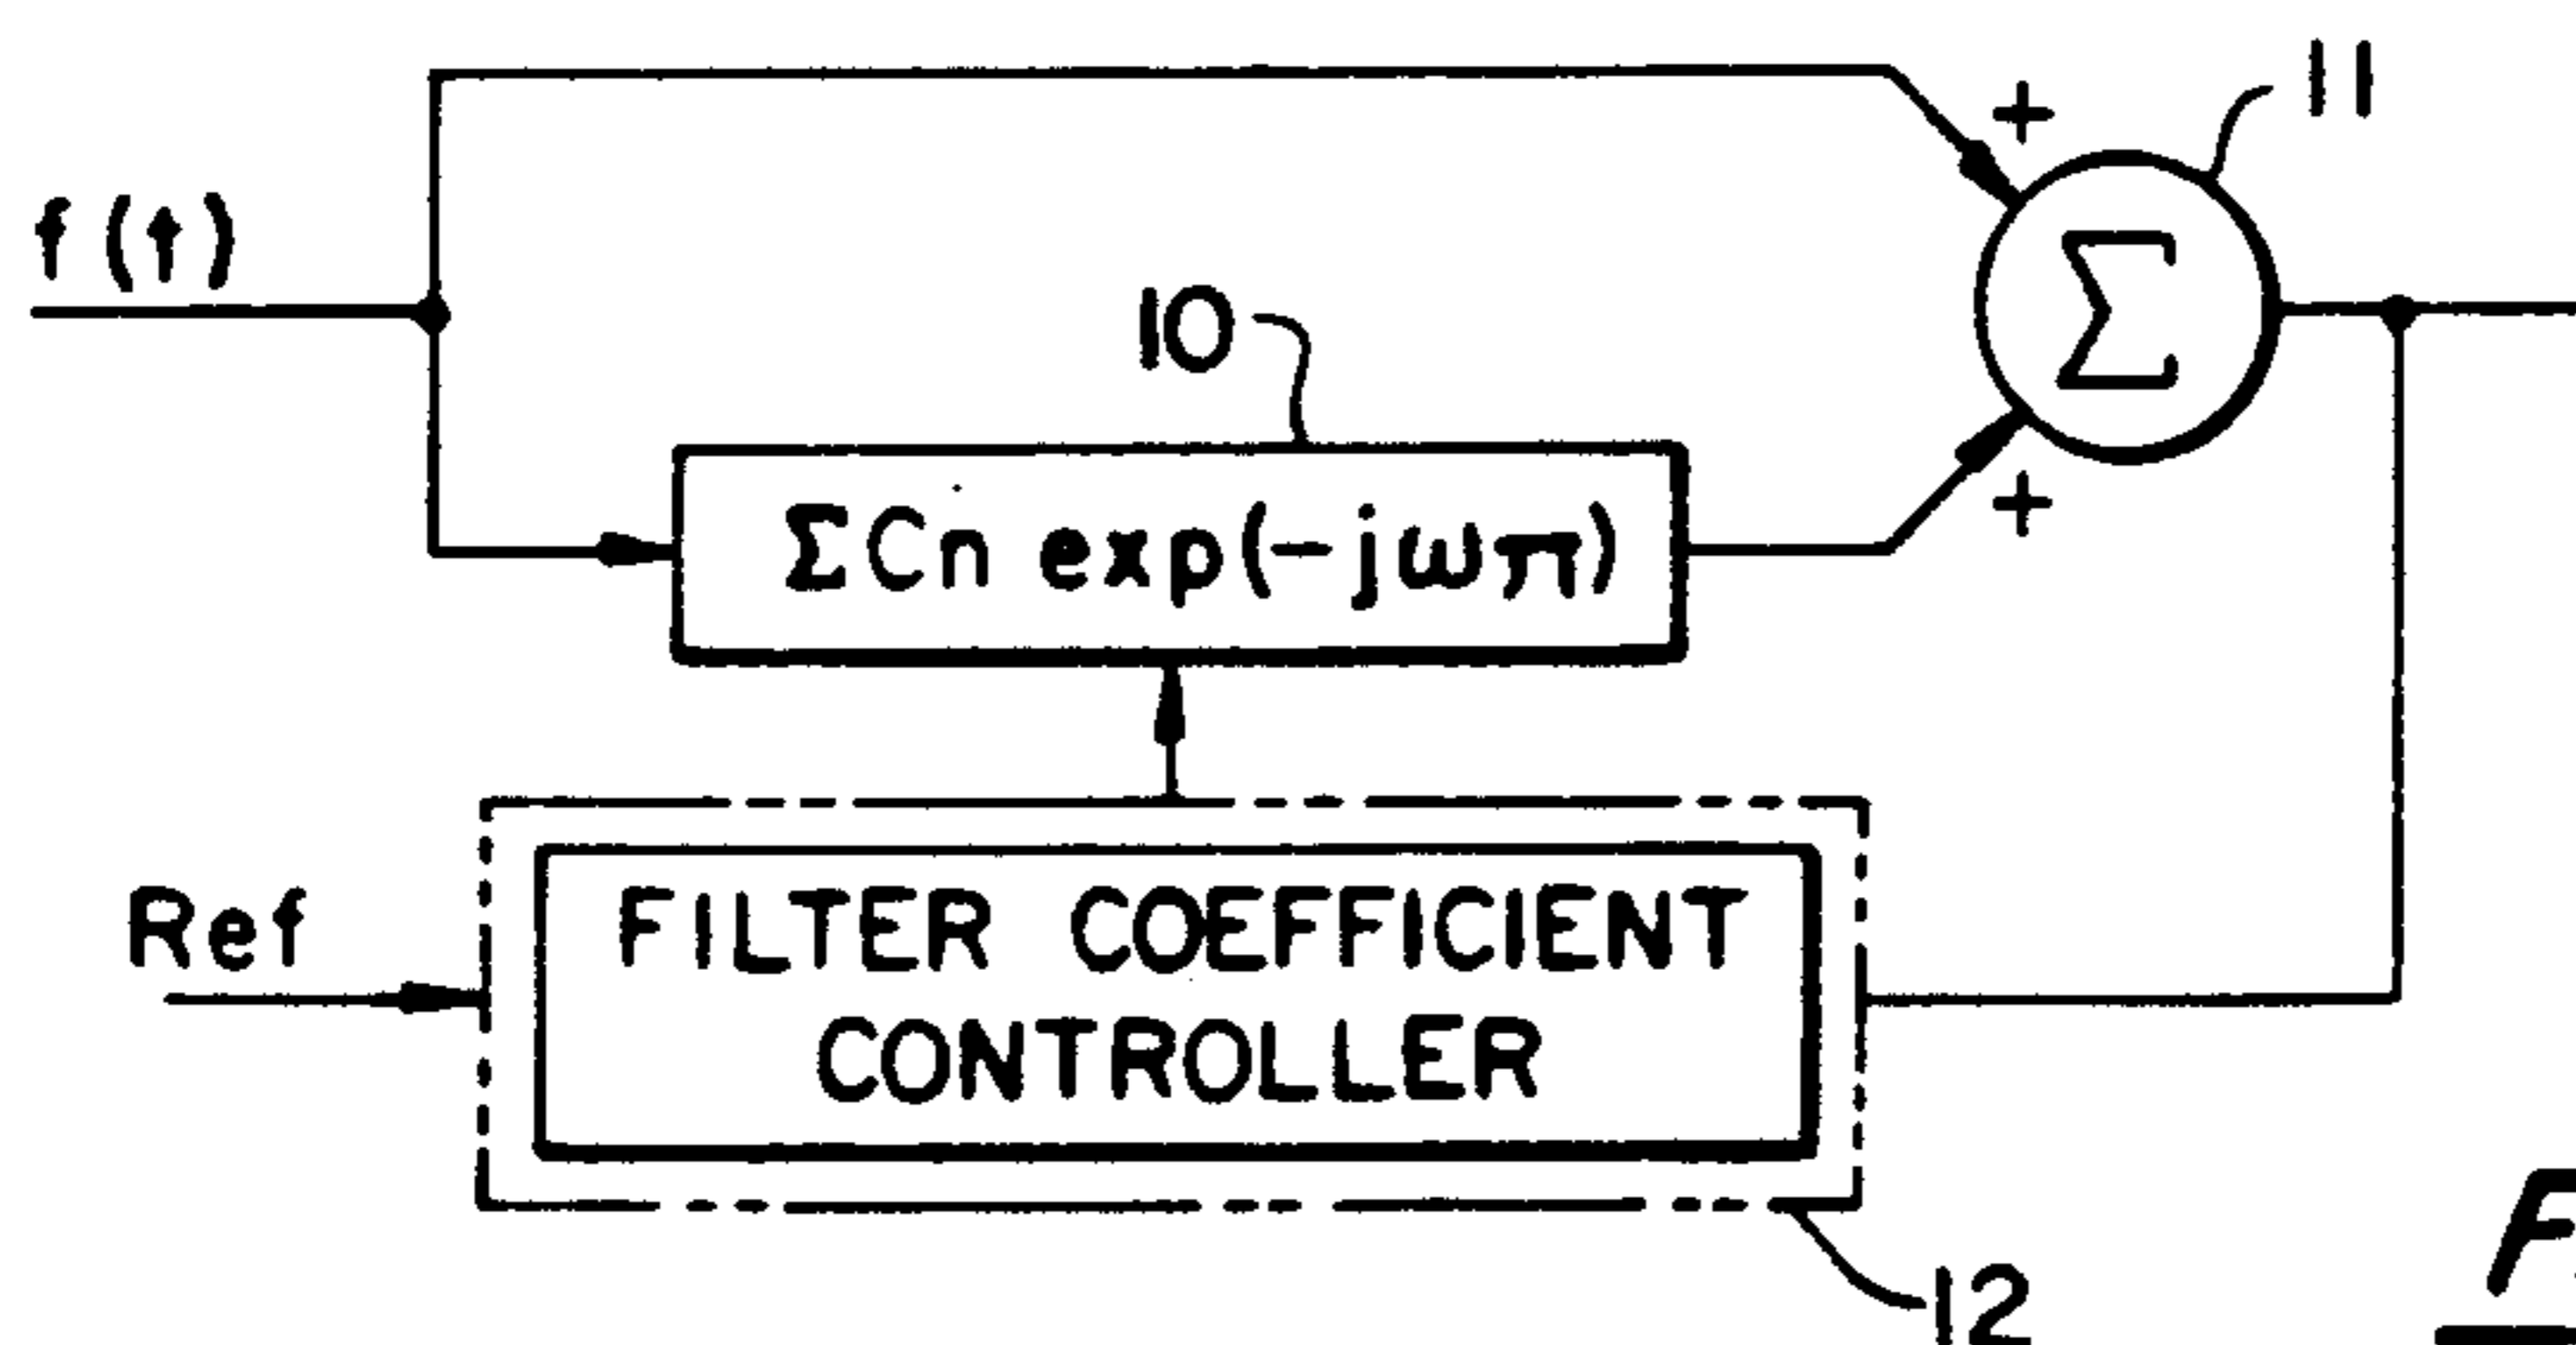 11
+
f(t)
Σ
10
+
ΣCn exp(-jωπ)
Ref
FILTER COEFFICIENT
CONTROLLER
12